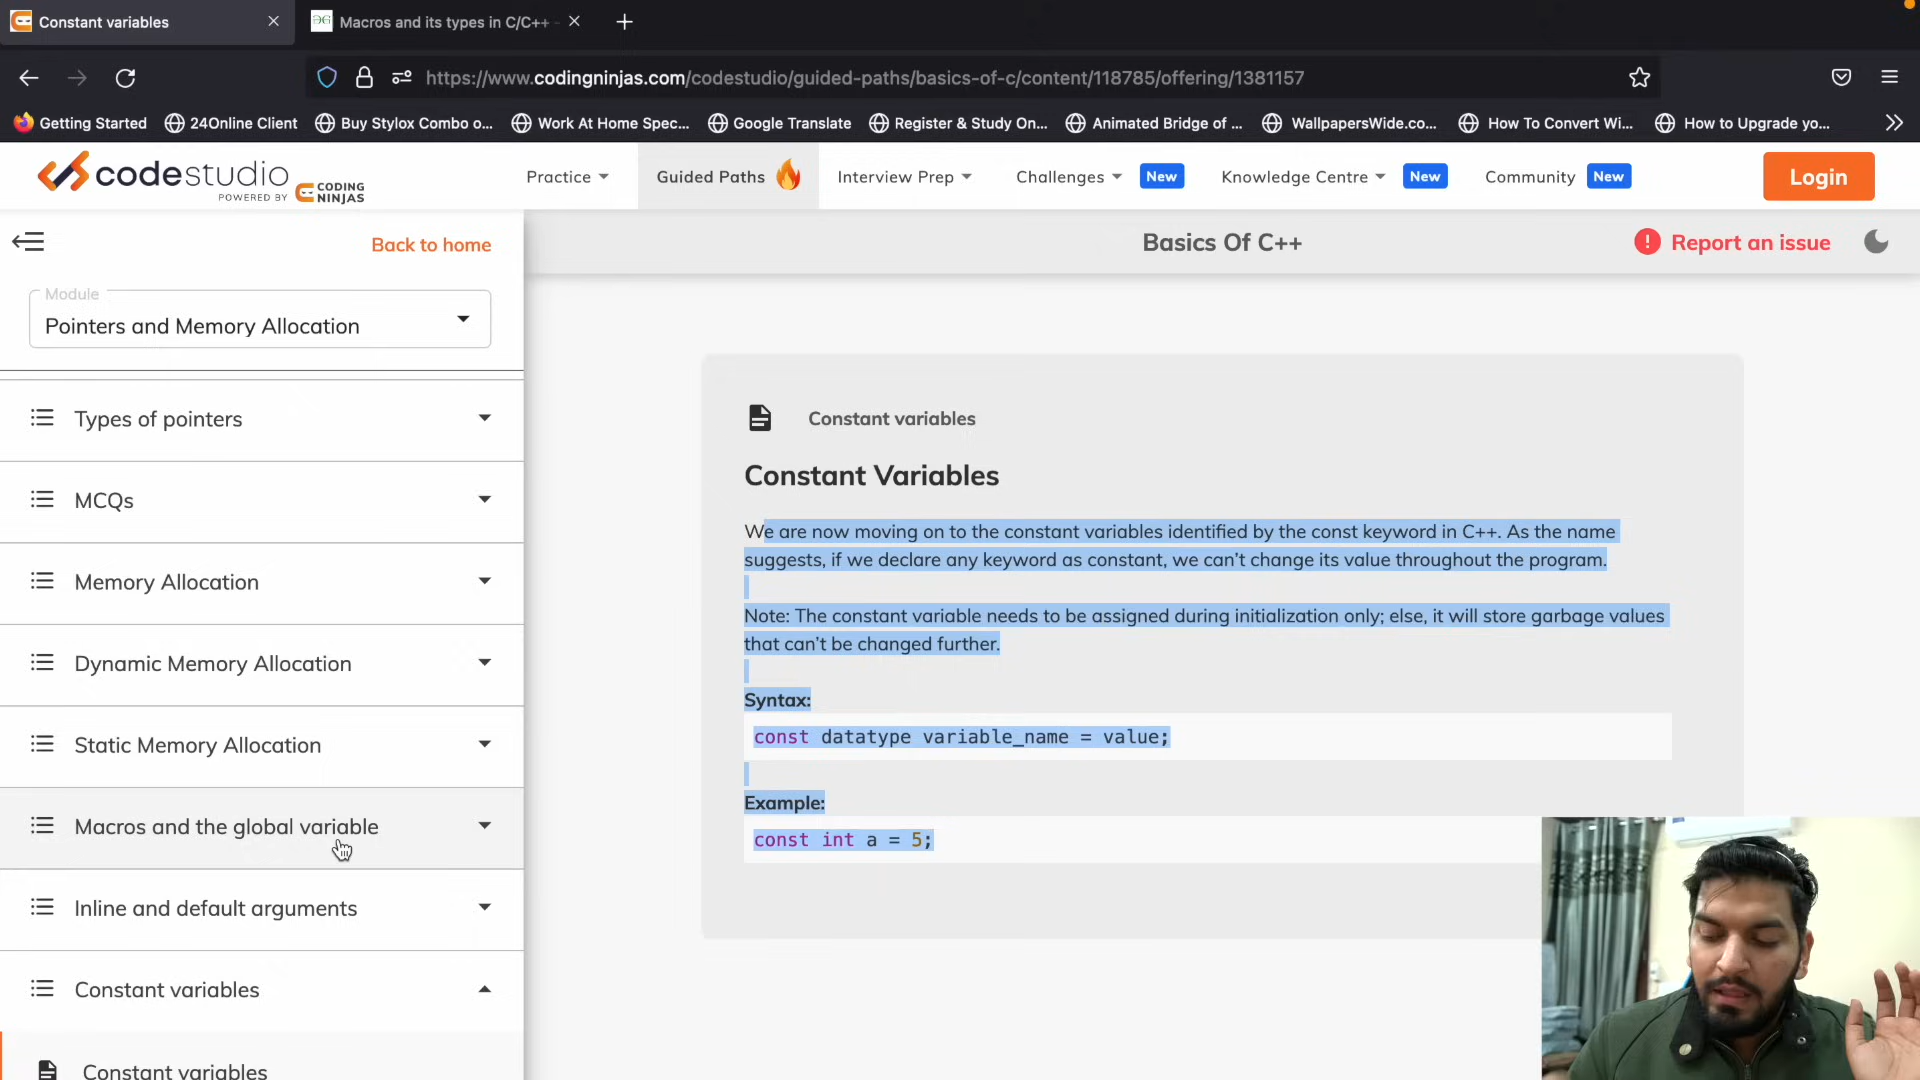 Constant variables
Macros and its types in C/C++ -
https://www.codingninjas.com/codestudio/guided-paths/basics-of-c/content/118785/offering/1381157
Getting Started
24Online Client
Buy Stylox Combo o...
Work At Home Spec...
Google Translate
Register & Study On...
Animated Bridge of ...
WallpapersWide.co...
How To Convert Wi...
How to Upgrade yo...
codestudio
POWERED BY
CODING
NINJAS
Practice
Guided Paths
Interview Prep
Challenges
New
Knowledge Centre
New
Community
New
Login
Back to home
Basics Of C++
Report an issue
Module
Pointers and Memory Allocation
Types of pointers
MCQs
Memory Allocation
Dynamic Memory Allocation
Static Memory Allocation
Macros and the global variable
Inline and default arguments
Constant variables
Constant variables
Constant variables
Constant Variables
We are now moving on to the constant variables identified by the const keyword in C++. As the name
suggests, if we declare any keyword as constant, we can't change its value throughout the program.
Note: The constant variable needs to be assigned during initialization only; else, it will store garbage values
that can't be changed further.
Syntax:
const datatype variable_name = value;
Example:
const int a = 5;